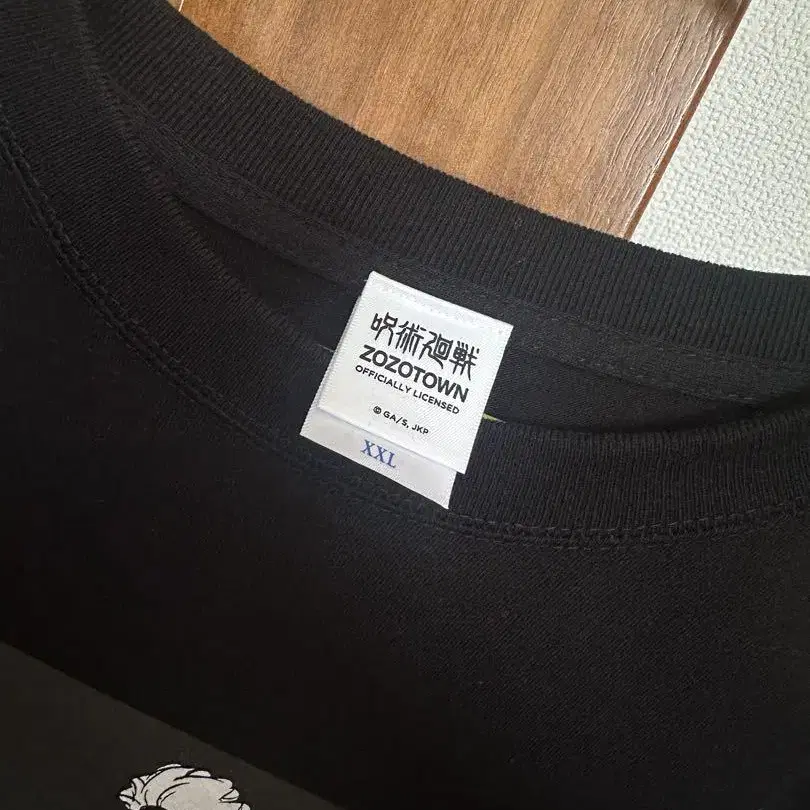 呪術廻戦
ZOZOTOWN
OFFICIALLY LICENSED
© GA/S, JKP
XXL